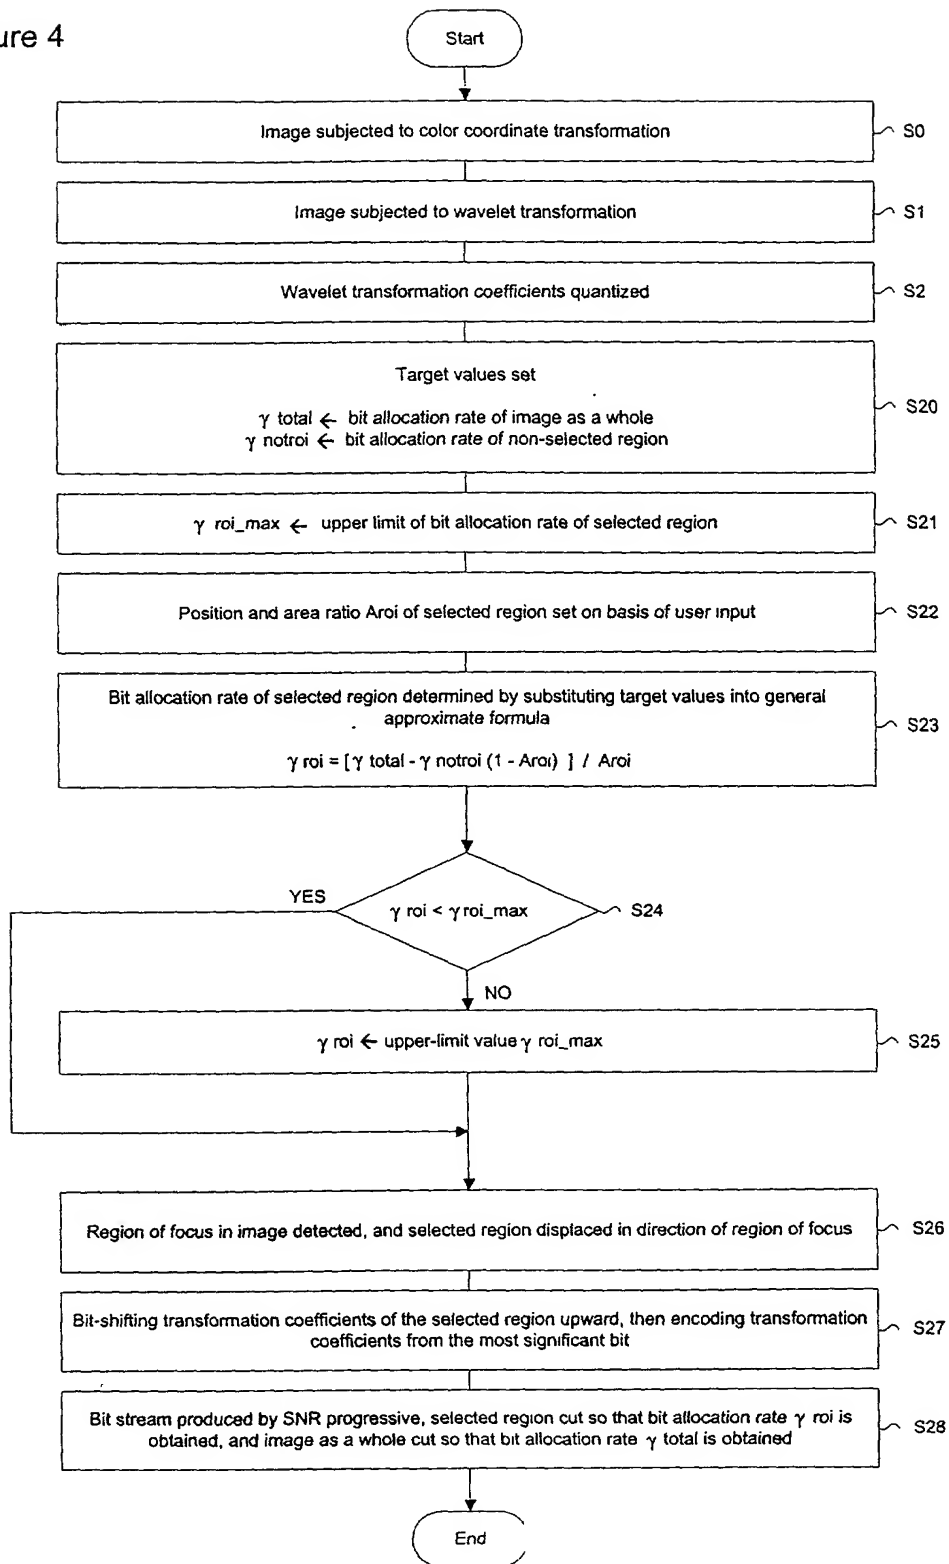 ure 4
Start
Image subjected to color coordinate transformation
S0
Image subjected to wavelet transformation
S1
Wavelet transformation coefficients quantized
S2
Target values set
γ total ← bit allocation rate of image as a whole
γ notroi ← bit allocation rate of non-selected region
S20
γ roi_max ← upper limit of bit allocation rate of selected region
S21
Position and area ratio Aroi of selected region set on basis of user input
S22
Bit allocation rate of selected region determined by substituting target values into general
approximate formula
γ roi = [ γ total - γ notroi (1 - Aroi) ] / Aroi
S23
YES
γ roi < γ roi_max
S24
NO
γ roi ← upper-limit value γ roi_max
S25
Region of focus in image detected, and selected region displaced in direction of region of focus
S26
Bit-shifting transformation coefficients of the selected region upward, then encoding transformation
coefficients from the most significant bit
S27
Bit stream produced by SNR progressive, selected region cut so that bit allocation rate γ roi is
obtained, and image as a whole cut so that bit allocation rate γ total is obtained
S28
End